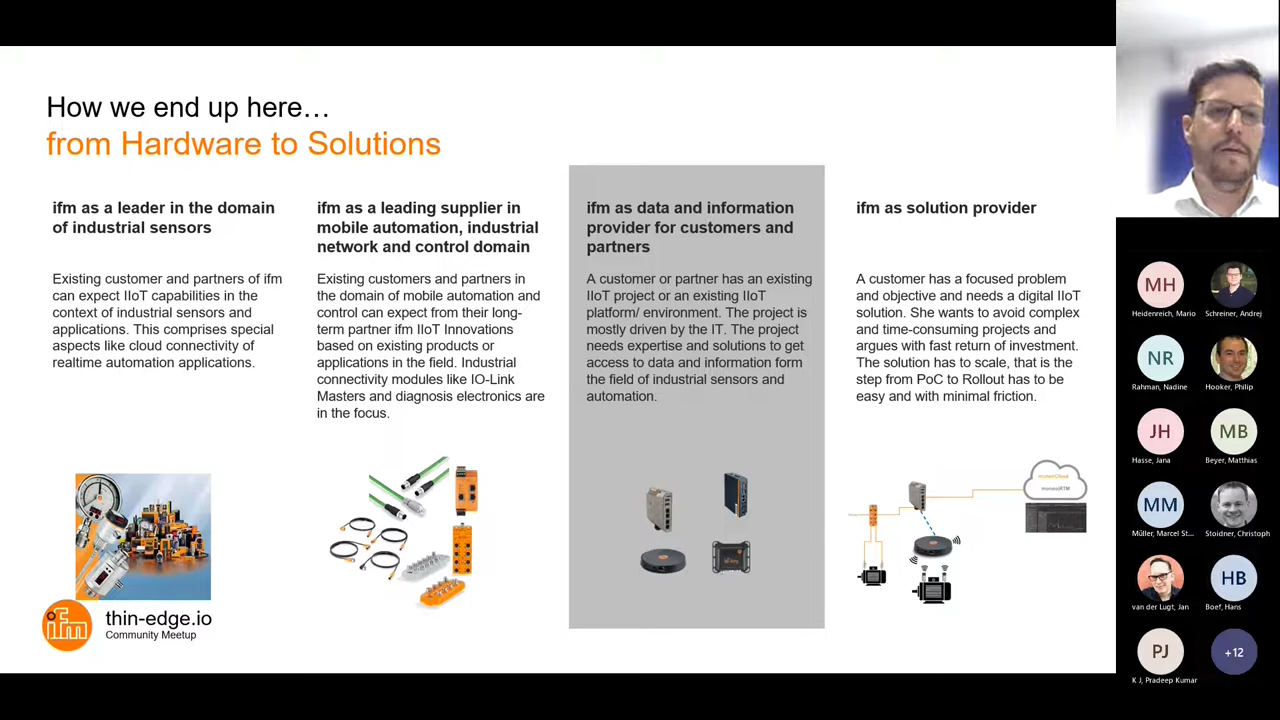 How we end up here…
from Hardware to Solutions
ifm as a leader in the domain
of industrial sensors
Existing customer and partners of ifm
can expect IIoT capabilities in the
context of industrial sensors and
applications. This comprises special
aspects like cloud connectivity of
realtime automation applications.
ifm as a leading supplier in
mobile automation, industrial
network and control domain
Existing customers and partners in
the domain of mobile automation and
control can expect from their long-
term partner ifm IIoT Innovations
based on existing products or
applications in the field. Industrial
connectivity modules like IO-Link
Masters and diagnosis electronics are
in the focus.
ifm as data and information
provider for customers and
partners
A customer or partner has an existing
IIoT project or an existing IIoT
platform/ environment. The project is
mostly driven by the IT. The project
needs expertise and solutions to get
access to data and information form
the field of industrial sensors and
automation.
ifm as solution provider
A customer has a focused problem
and objective and needs a digital IIoT
solution. She wants to avoid complex
and time-consuming projects and
argues with fast return of investment.
The solution has to scale, that is the
step from PoC to Rollout has to be
easy and with minimal friction.
ifm
thin-edge.io
Community Meetup
MH
Heidenreich, Mario
Schreiner, Andrej
NR
Rahman, Nadine
Hooker, Philip
JH
Hasse, Jana
MB
Beyer, Matthias
MM
Müller, Marcel St...
Stoidner, Christoph
van der Lugt, Jan
HB
Boef, Hans
PJ
K J, Pradeep Kumar
+12